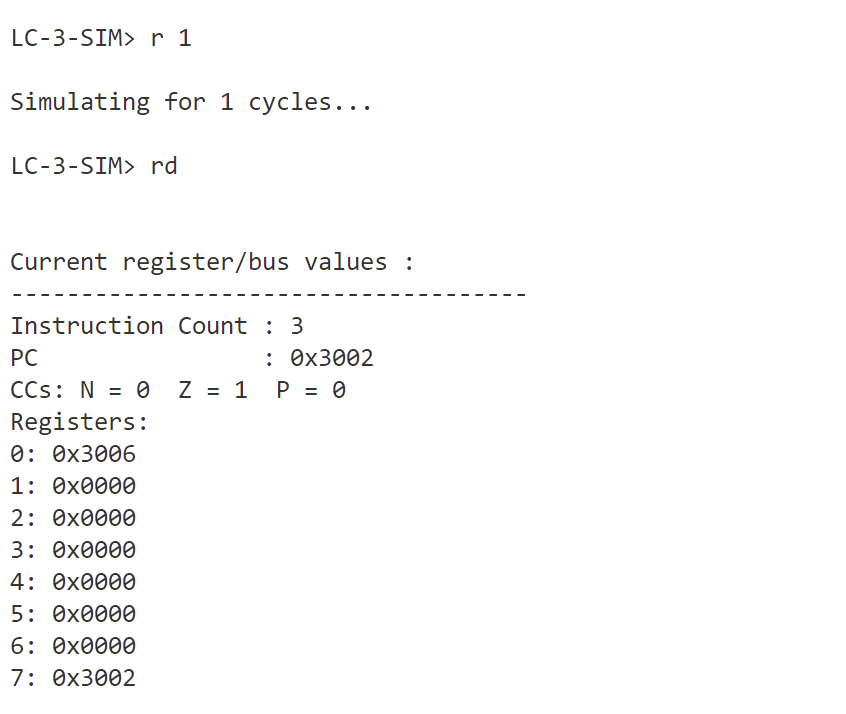 LC-3-SIM> r 1
Simulating for 1 cycles...
LC-3-SIM> rd
Current register/bus values :
-------------------------------------
Instruction Count : 3
PC                : 0x3002
CCs: N = 0  Z = 1  P = 0
Registers:
0: 0x3006
1: 0x0000
2: 0x0000
3: 0x0000
4: 0x0000
5: 0x0000
6: 0x0000
7: 0x3002